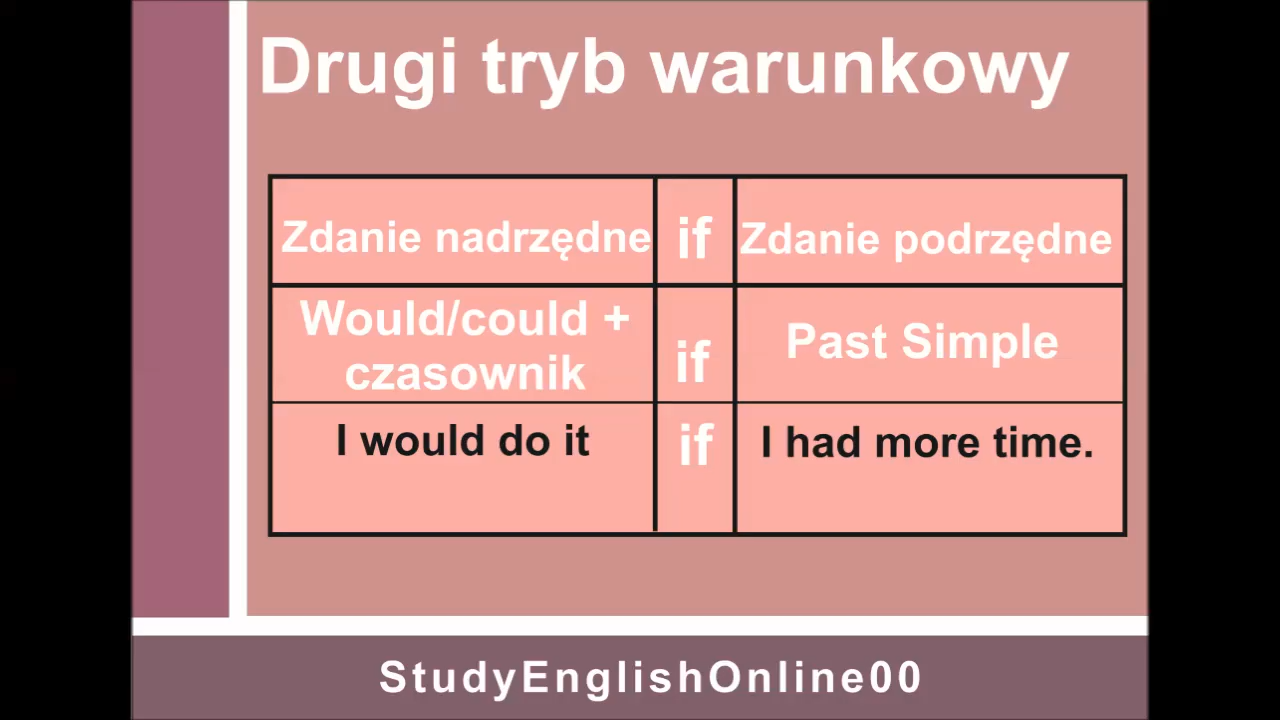 Drugi tryb warunkowy
Zdanie nadrzędne if Zdanie podrzędne
Would/could +
czasownik if Past Simple
I would do it if I had more time.
StudyEnglishOnline00